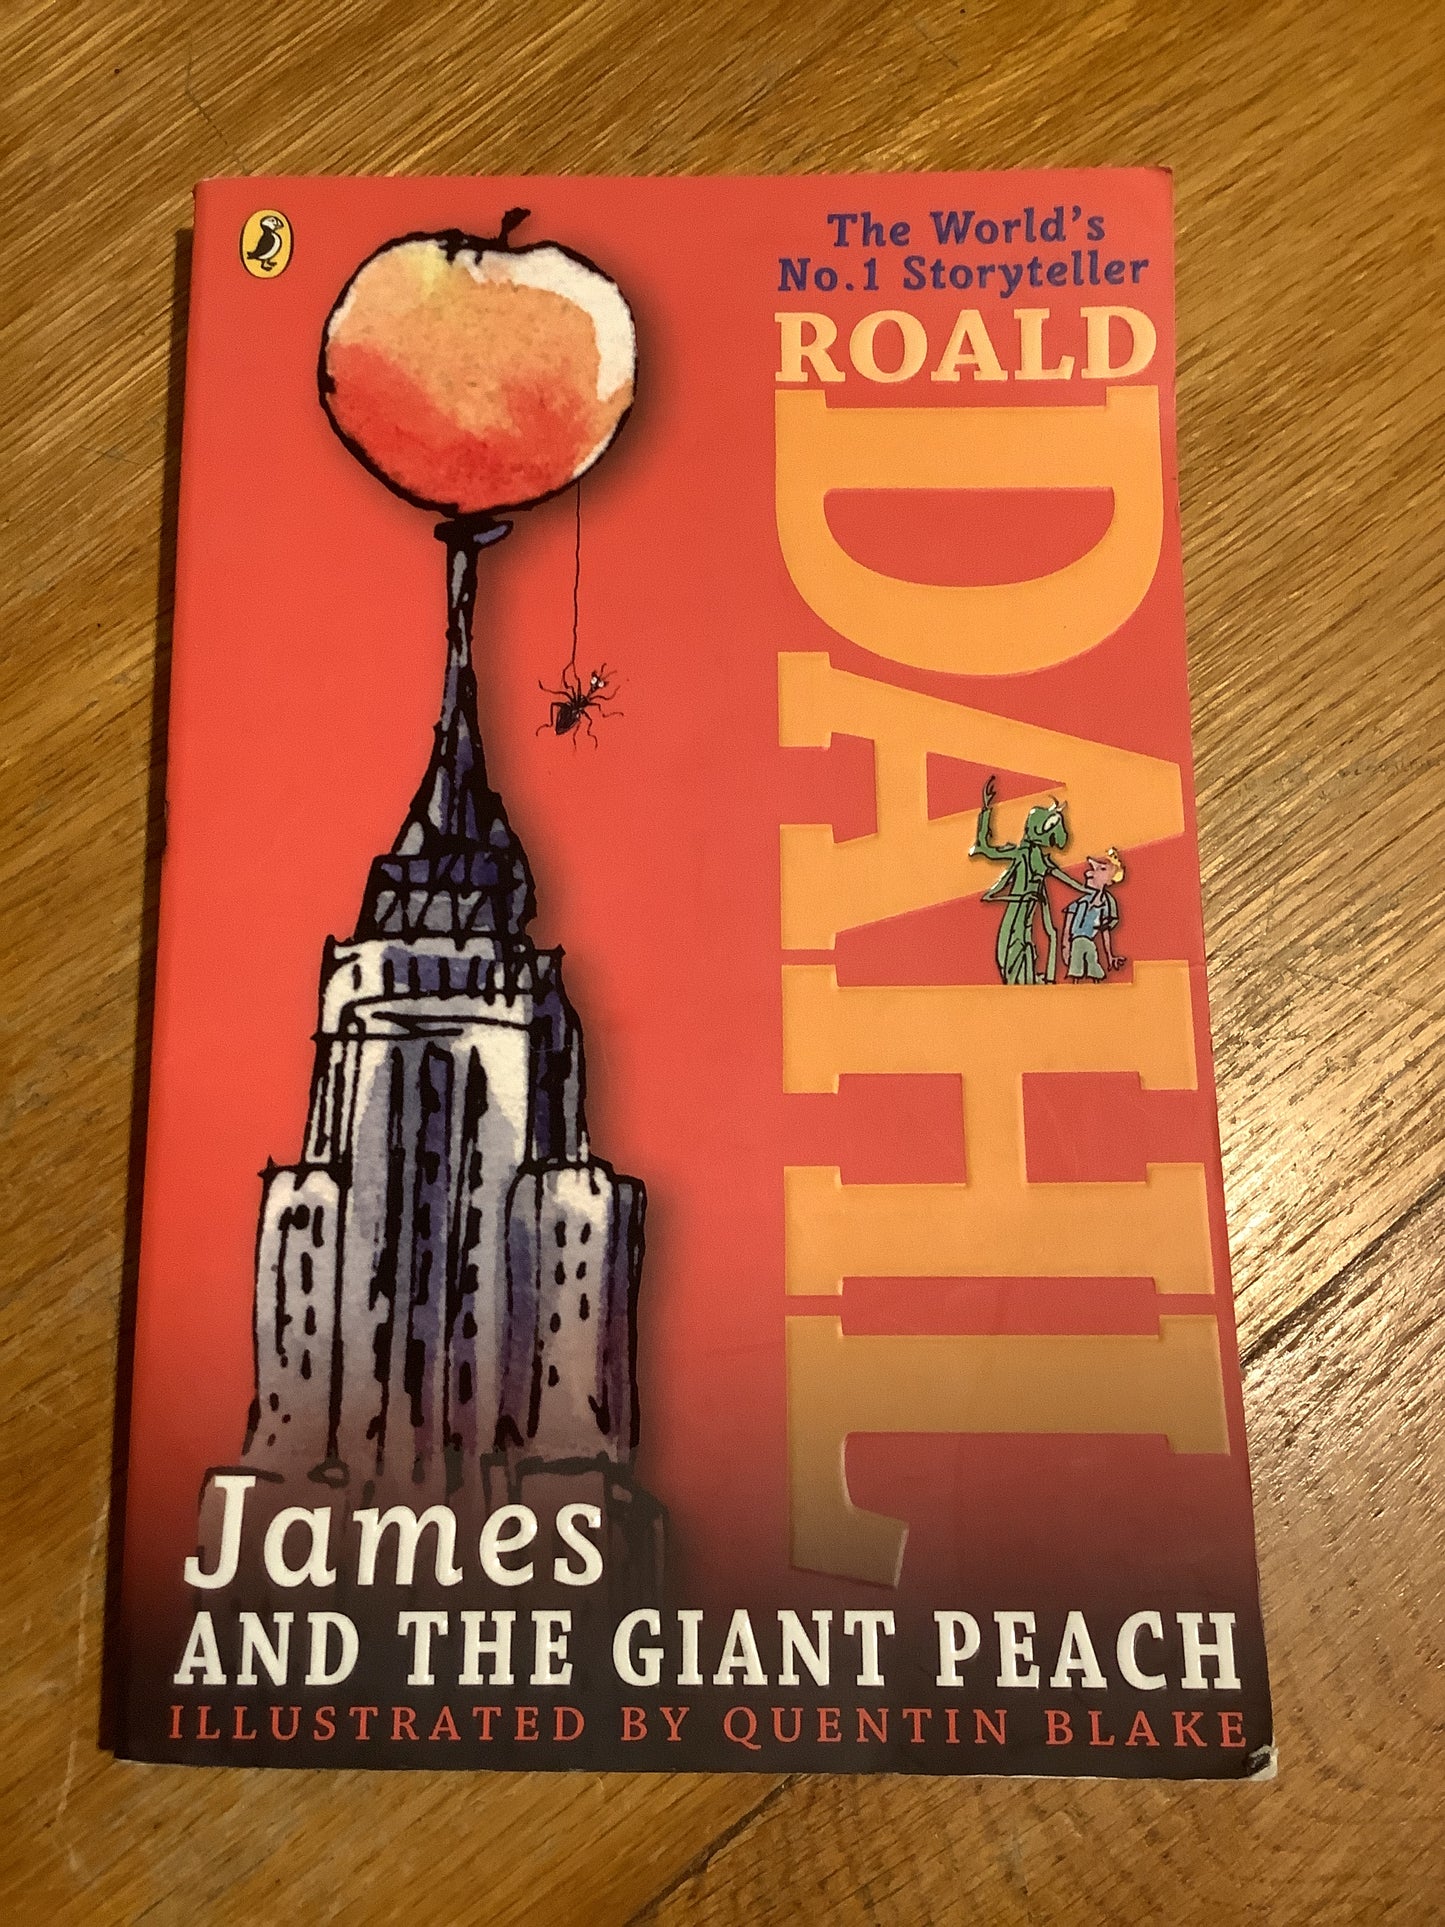 The World's
No.1 Storyteller
ROALD
DAHL
James
AND THE GIANT PEACH
ILLUSTRATED BY QUENTIN BLAKE